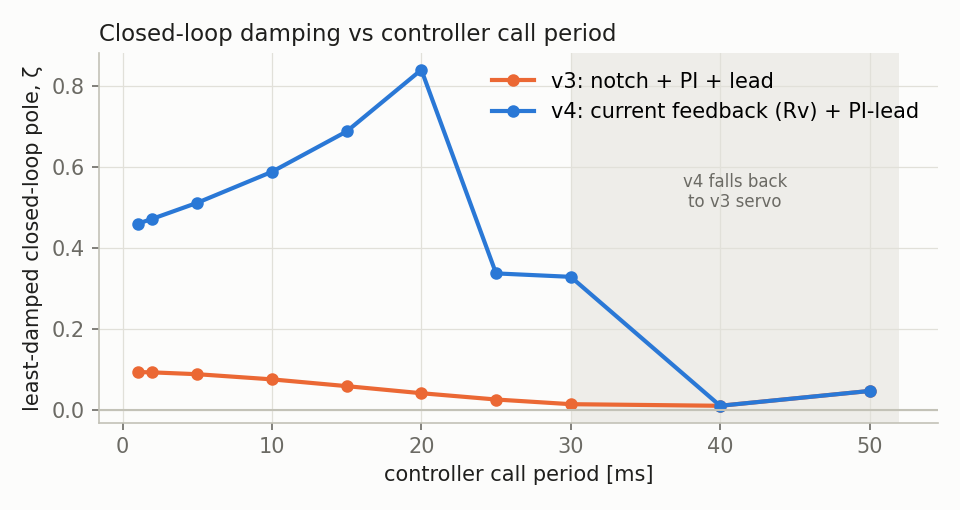 Closed-loop damping vs controller call period
least-damped closed-loop pole, ζ
0.8
0.6
0.4
0.2
0.0
v3: notch + PI + lead
v4: current feedback (Rv) + PI-lead
v4 falls back
to v3 servo
0
10
20
30
40
50
controller call period [ms]